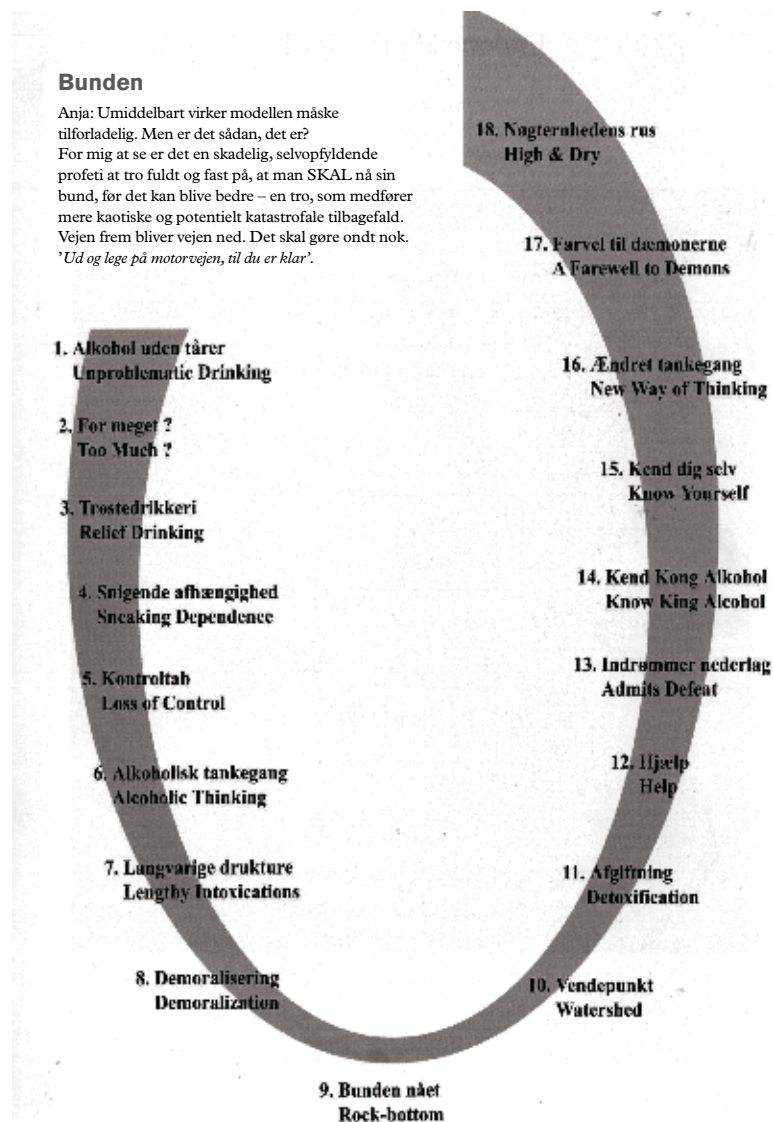 Bunden
Anja: Umiddelbart virker modellen måske
tilforladelig. Men er det sådan, det er?
For mig at se er det en skadelig, selvopfyldende
profeti at tro fuldt og fast på, at man SKAL nå sin
bund, før det kan blive bedre – en tro, som medfører
mere kaotiske og potentielt katastrofale tilbagefald.
Vejen frem bliver vejen ned. Det skal gøre ondt nok.
’Ud og lege på motorvejen, til du er klar’.
1. Alkohol uden tårer
Unproblematic Drinking
2. For meget ?
Too Much ?
3. Trøstedrikkeri
Relief Drinking
4. Snigende afhængighed
Sneaking Dependence
5. Kontroltab
Loss of Control
6. Alkoholisk tankegang
Alcoholic Thinking
7. Langvarige drukture
Lengthy Intoxications
8. Demoralisering
Demoralization
9. Bunden nået
Rock-bottom
10. Vendepunkt
Watershed
11. Afgiftning
Detoxification
12. Hjælp
Help
13. Indrømmer nederlag
Admits Defeat
14. Kend Kong Alkohol
Know King Alcohol
15. Kend dig selv
Know Yourself
16. Ændret tankegang
New Way of Thinking
17. Farvel til dæmonerne
A Farewell to Demons
18. Nøgternhedens rus
High & Dry